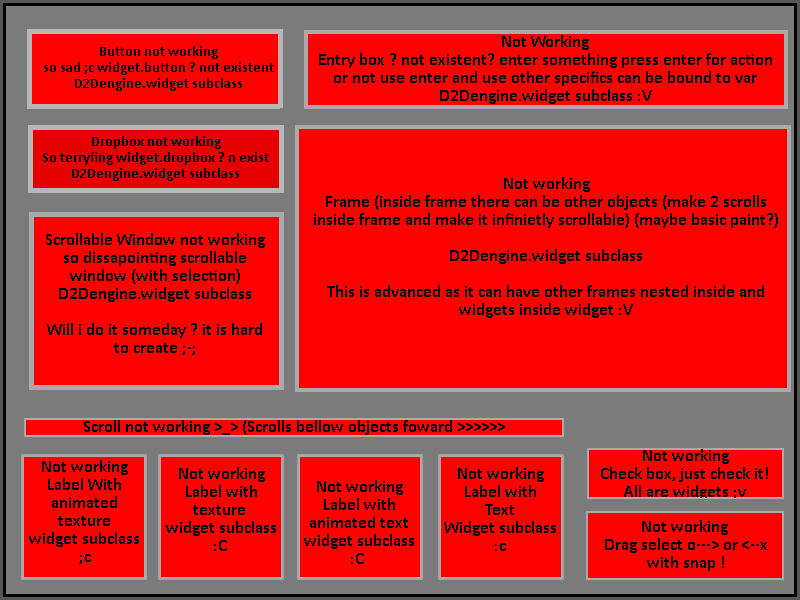 Button not working
so sad ;c widget.button ? not existent
D2Dengine.widget subclass
Not Working
Entry box ? not existent? enter something press enter for action
or not use enter and use other specifics can be bound to var
D2Dengine.widget subclass :V
Dropbox not working
So terryfing widget.dropbox ? n exist
D2Dengine.widget subclass
Not working
Frame (inside frame there can be other objects (make 2 scrolls
inside frame and make it infinietly scrollable) (maybe basic paint?)
D2Dengine.widget subclass
This is advanced as it can have other frames nested inside and
widgets inside widget :V
Scrollable Window not working
so dissapointing scrollable
window (with selection)
D2Dengine.widget subclass
Will i do it someday ? it is hard
to create ;-;
Scroll not working >_> (Scrolls bellow objects foward >>>>>>
Not working
Label With
animated
texture
widget subclass
;c
Not working
Label with
texture
widget subclass
:C
Not working
Label with
animated text
widget subclass
:C
Not working
Label with
Text
Widget subclass
:c
Not working
Check box, just check it!
All are widgets ;v
Not working
Drag select o---> or <--x
with snap !